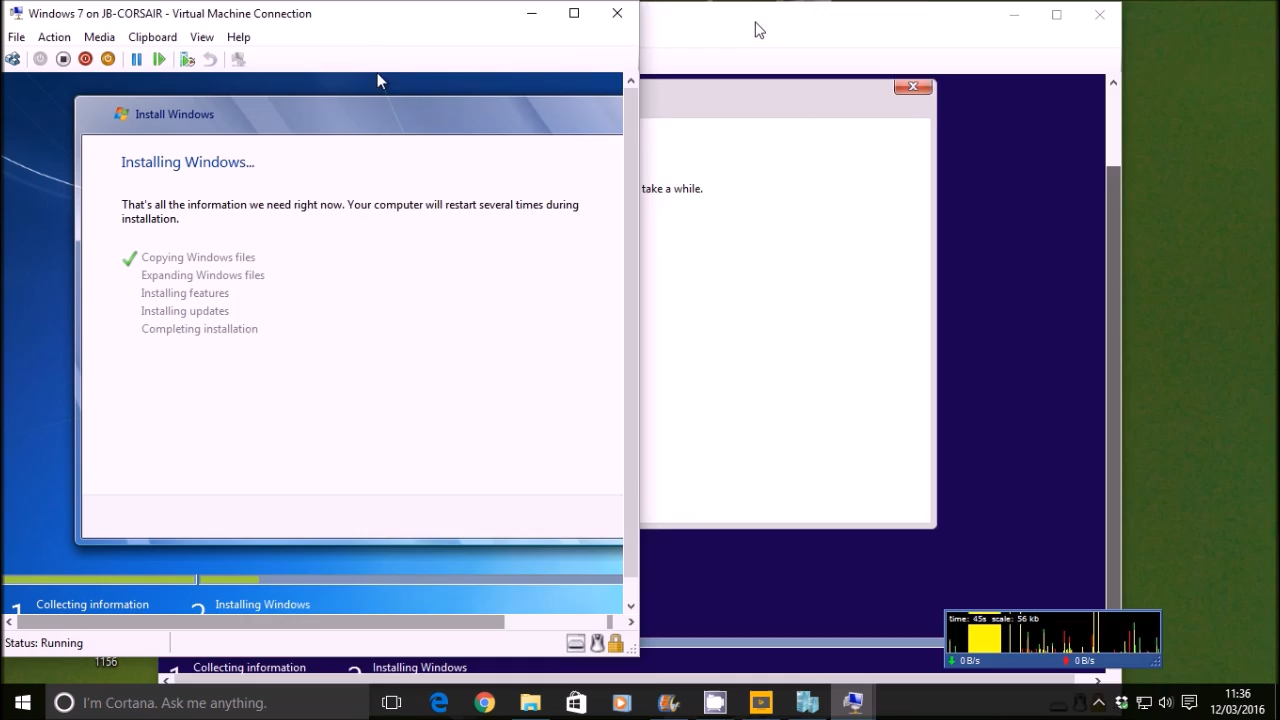 Windows 7 on JB-CORSAIR - Virtual Machine Connection
File Action Media Clipboard View Help
Install Windows
Installing Windows...
That's all the information we need right now. Your computer will restart several times during
installation.
Copying Windows files
Expanding Windows files
Installing features
Installing updates
Completing installation
take a while.
1 Collecting information 2 Installing Windows
Status: Running
time: 45s scale: 56 kb
0 B/s 0 B/s
1156
1 Collecting information 2 Installing Windows
I'm Cortana. Ask me anything.
11:36
12/03/2016